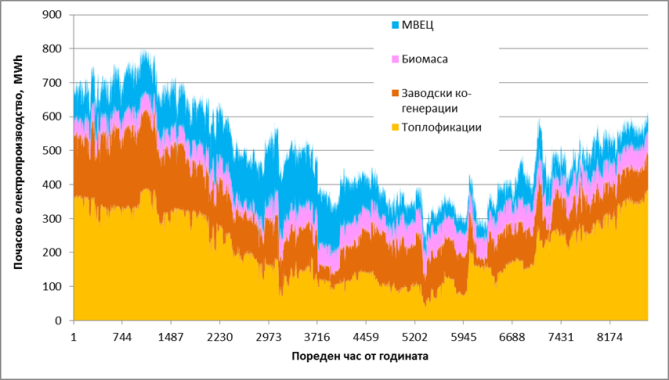 900
800
700
600
500
400
300
200
100
0
Почасово електропроизводство, MWh
МВЕЦ
Биомаса
Заводски ко-
генерации
Топлофикации
1 744 1487 2230 2973 3716 4459 5202 5945 6688 7431 8174
Пореден час от годината